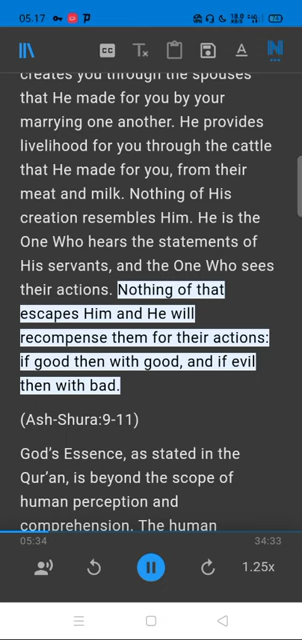 05.17
creates you through the spouses
that He made for you by your
marrying one another. He provides
livelihood for you through the cattle
that He made for you, from their
meat and milk. Nothing of His
creation resembles Him. He is the
One Who hears the statements of
His servants, and the One Who sees
their actions. Nothing of that
escapes Him and He will
recompense them for their actions:
if good then with good, and if evil
then with bad.
(Ash-Shura:9-11)
God’s Essence, as stated in the
Qur’an, is beyond the scope of
human perception and
comprehension. The human
05:34 34:33
1.25x